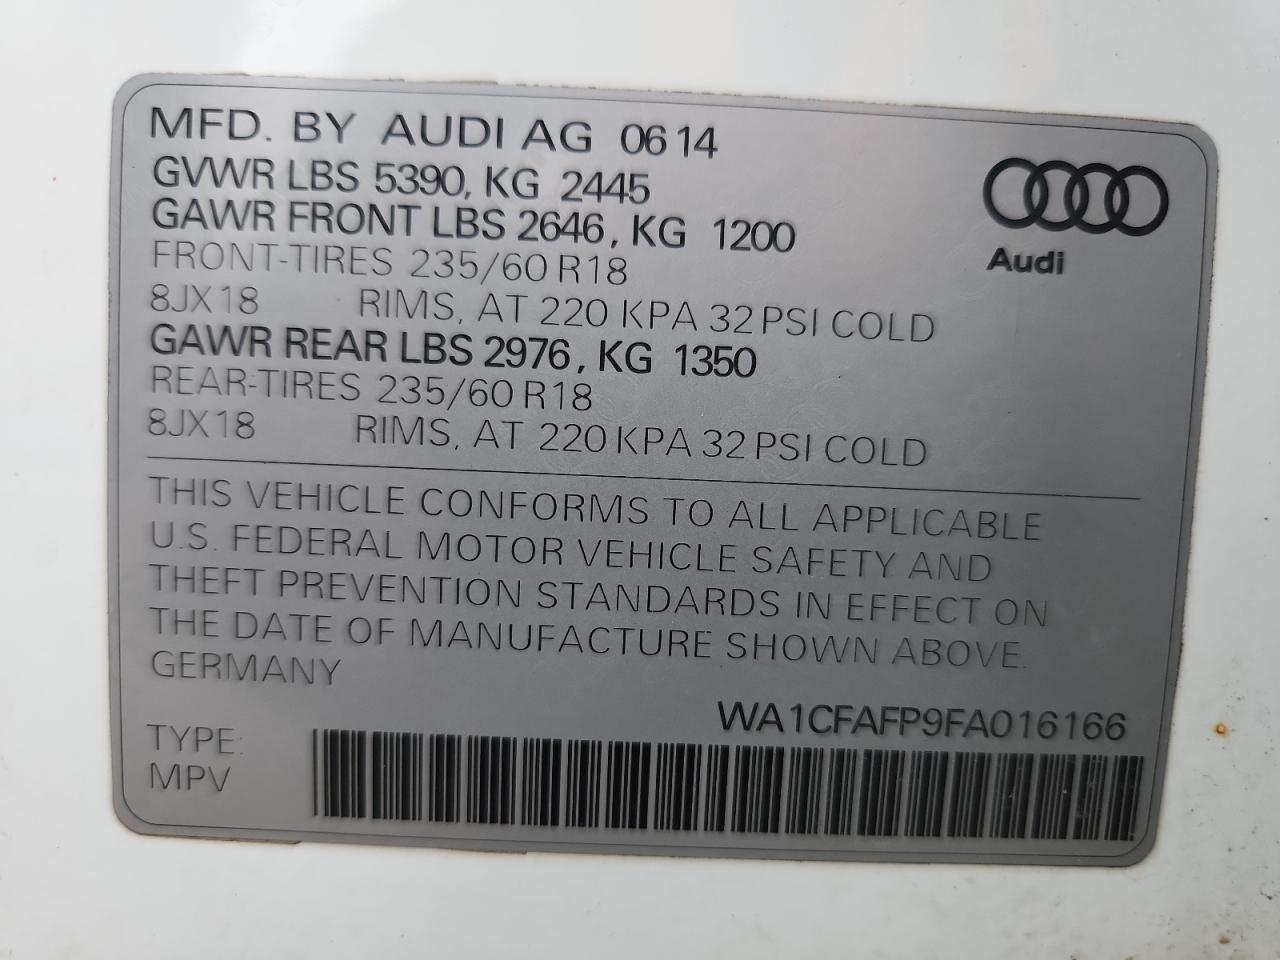 MFD. BY AUDI AG 0614
GVWR LBS 5390, KG 2445
GAWR FRONT LBS 2646, KG 1200
FRONT-TIRES 235/60 R18
8JX18 RIMS, AT 220 KPA 32 PSI COLD
GAWR REAR LBS 2976, KG 1350
REAR-TIRES 235/60 R18
8JX18 RIMS, AT 220 KPA 32 PSI COLD
Audi
THIS VEHICLE CONFORMS TO ALL APPLICABLE
U.S. FEDERAL MOTOR VEHICLE SAFETY AND
THEFT PREVENTION STANDARDS IN EFFECT ON
THE DATE OF MANUFACTURE SHOWN ABOVE.
GERMANY
WA1CFAFP9FA016166
TYPE:
MPV